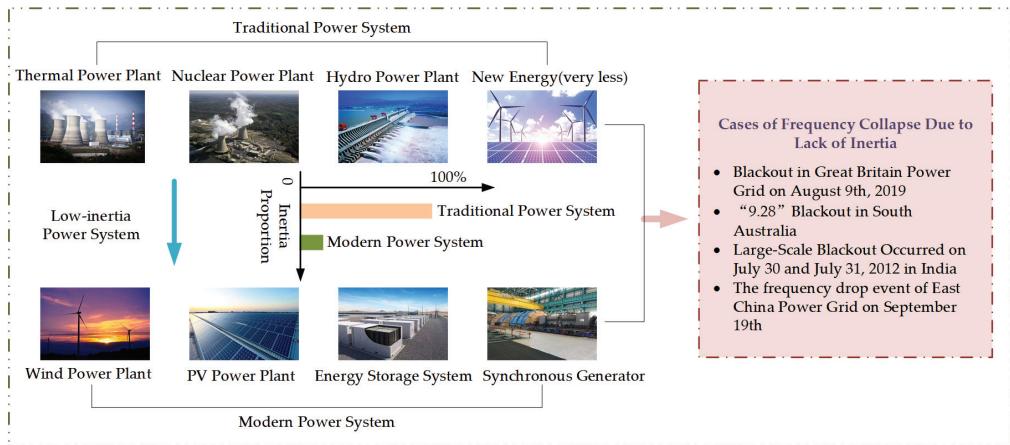 Traditional Power System
Thermal Power Plant
Nuclear Power Plant
Hydro Power Plant
New Energy(very less)
0
100%
Inertia
Proportion
Traditional Power System
Modern Power System
Low-inertia
Power System
Wind Power Plant
PV Power Plant
Energy Storage System
Synchronous Generator
Modern Power System
Cases of Frequency Collapse Due to
Lack of Inertia
• Blackout in Great Britain Power
Grid on August 9th, 2019
• “9.28” Blackout in South
Australia
• Large-Scale Blackout Occurred on
July 30 and July 31, 2012 in India
• The frequency drop event of East
China Power Grid on September
19th